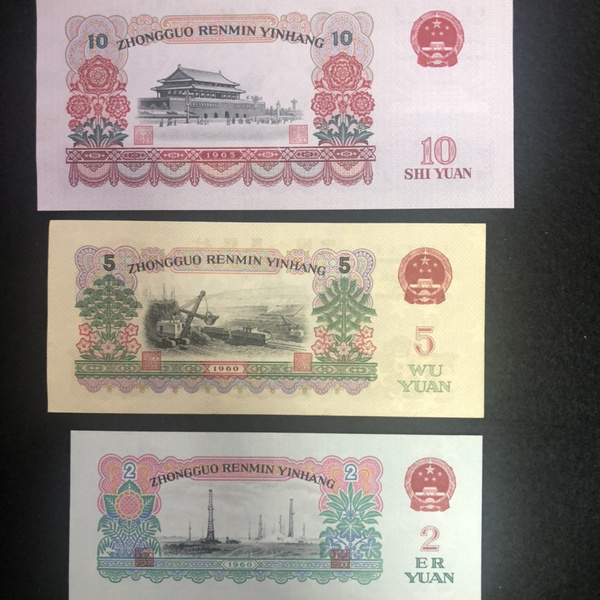 10 ZHONGGUO RENMIN YINHANG 10
1965
10
SHI YUAN
5 ZHONGGUO RENMIN YINHANG 5
1960
5
WU
YUAN
2 ZHONGGUO RENMIN YINHANG 2
1960
2
ER
YUAN